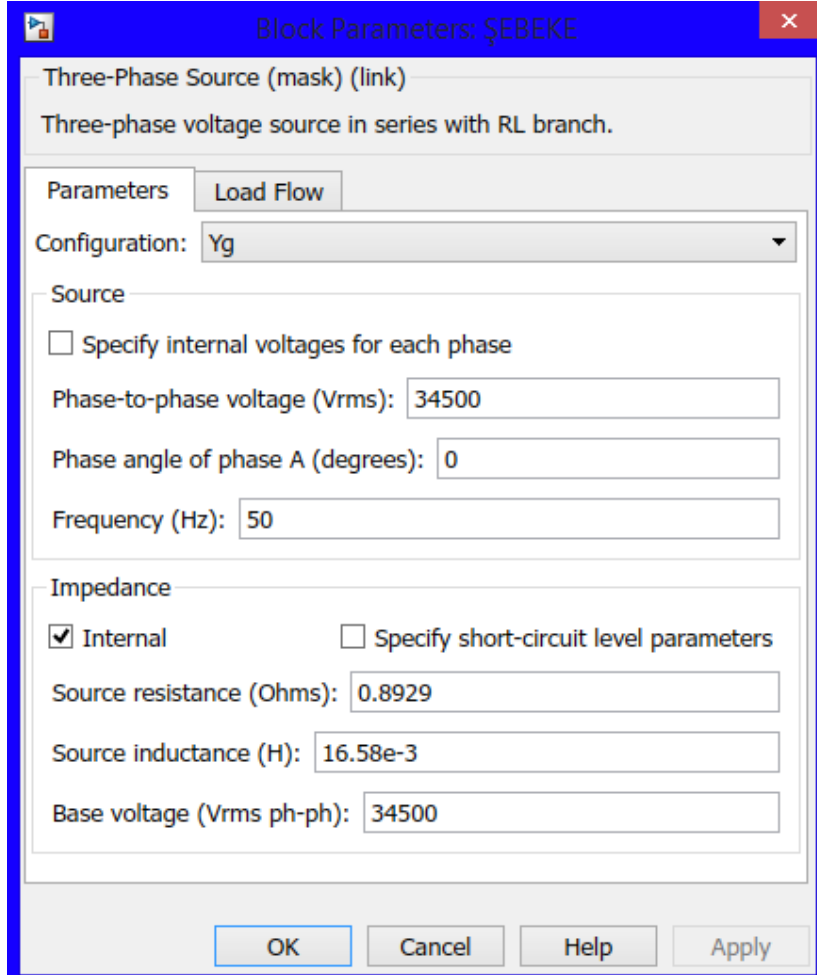 Block Parameters: ŞEBEKE
Three-Phase Source (mask) (link)
Three-phase voltage source in series with RL branch.
Parameters Load Flow
Configuration: Yg
Source
Specify internal voltages for each phase
Phase-to-phase voltage (Vrms): 34500
Phase angle of phase A (degrees): 0
Frequency (Hz): 50
Impedance
Internal Specify short-circuit level parameters
Source resistance (Ohms): 0.8929
Source inductance (H): 16.58e-3
Base voltage (Vrms ph-ph): 34500
OK Cancel Help Apply